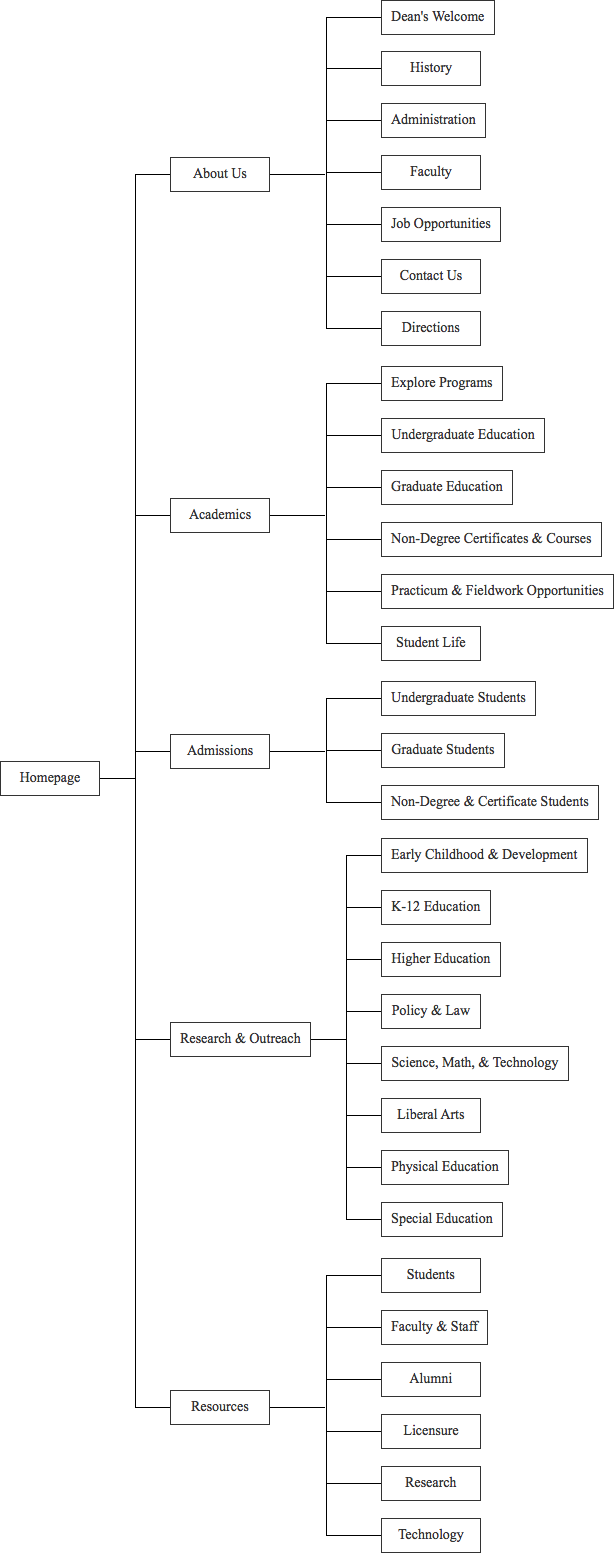 Homepage
About Us
Dean's Welcome
History
Administration
Faculty
Job Opportunities
Contact Us
Directions
Academics
Explore Programs
Undergraduate Education
Graduate Education
Non-Degree Certificates & Courses
Practicum & Fieldwork Opportunities
Student Life
Admissions
Undergraduate Students
Graduate Students
Non-Degree & Certificate Students
Research & Outreach
Early Childhood & Development
K-12 Education
Higher Education
Policy & Law
Science, Math, & Technology
Liberal Arts
Physical Education
Special Education
Resources
Students
Faculty & Staff
Alumni
Licensure
Research
Technology